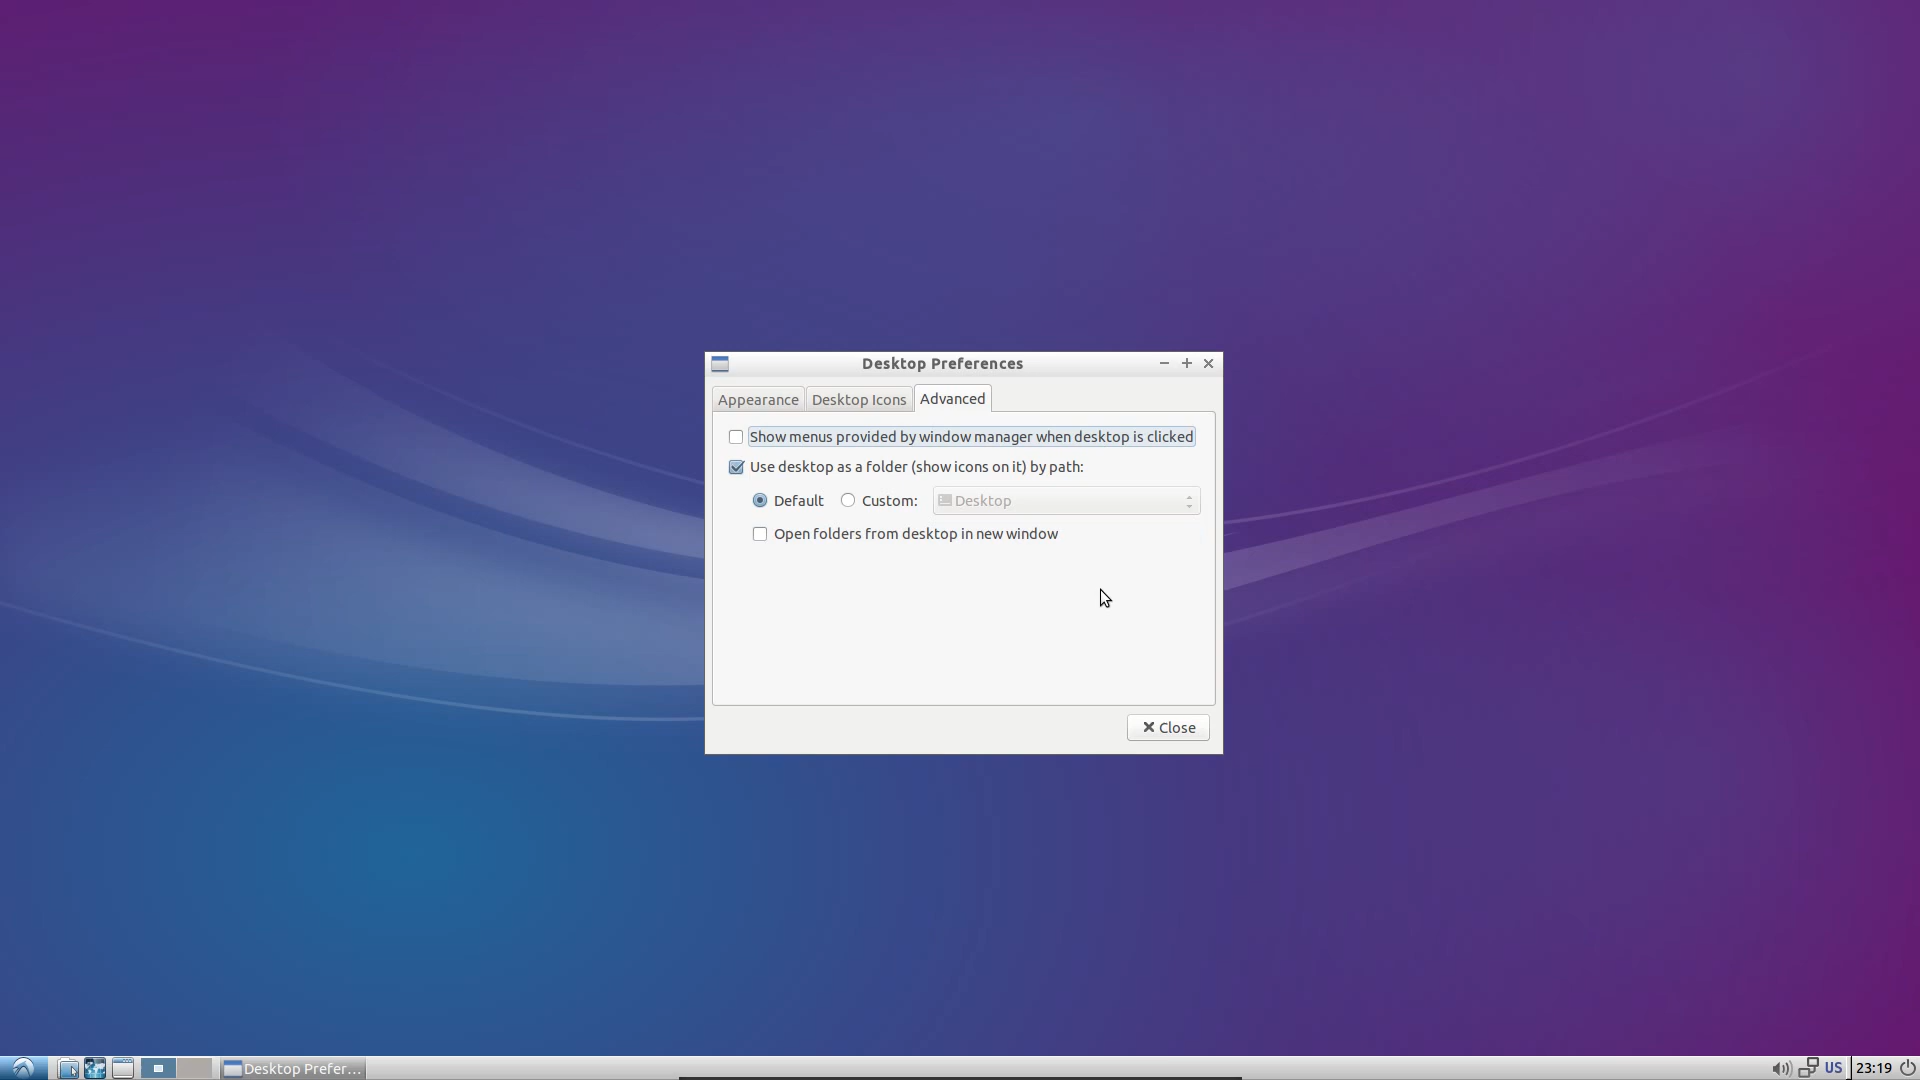 Desktop Preferences
Appearance Desktop Icons Advanced
Show menus provided by window manager when desktop is clicked
Use desktop as a folder (show icons on it) by path:
Default Custom: Desktop
Open folders from desktop in new window
Close
Desktop Prefer... US 23:19